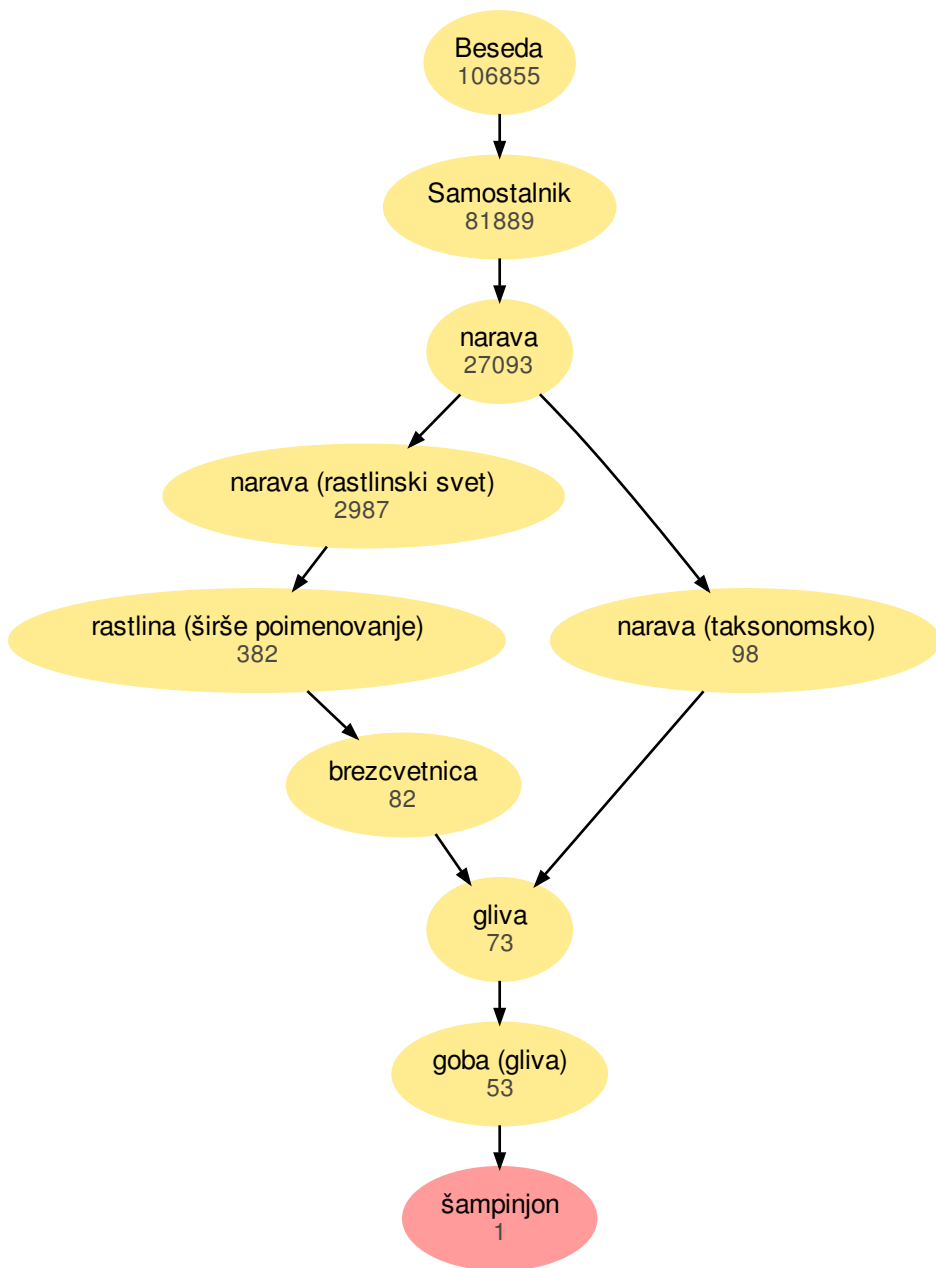 Beseda
106855
Samostalnik
81889
narava
27093
narava (rastlinski svet)
2987
rastlina (širše poimenovanje)
382
narava (taksonomsko)
98
brezcvetnica
82
gliva
73
goba (gliva)
53
šampinjon
1